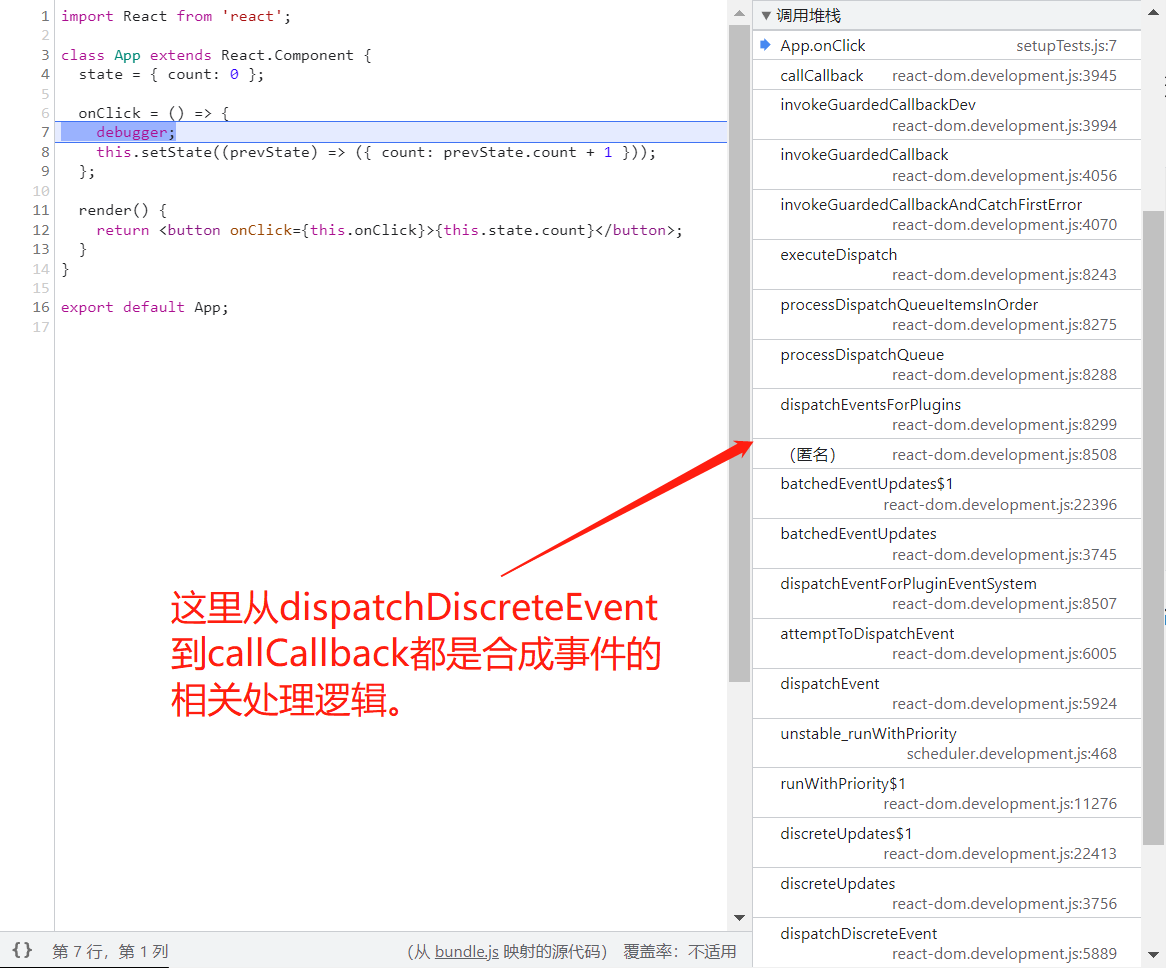 1 import React from 'react';
2
3 class App extends React.Component {
4 state = { count: 0 };
5
6 onClick = () => {
7 debugger;
8 this.setState((prevState) => ({ count: prevState.count + 1 }));
9 };
10
11 render() {
12 return <button onClick={this.onClick}>{this.state.count}</button>;
13 }
14 }
15
16 export default App;
17
这里从dispatchDiscreteEvent
到callCallback都是合成事件的
相关处理逻辑。
{} 第 7 行，第 1 列 (从 bundle.js 映射的源代码) 覆盖率：不适用
▼ 调用堆栈
App.onClick setupTests.js:7
callCallback react-dom.development.js:3945
invokeGuardedCallbackDev
react-dom.development.js:3994
invokeGuardedCallback
react-dom.development.js:4056
invokeGuardedCallbackAndCatchFirstError
react-dom.development.js:4070
executeDispatch
react-dom.development.js:8243
processDispatchQueueItemsInOrder
react-dom.development.js:8275
processDispatchQueue
react-dom.development.js:8288
dispatchEventsForPlugins
react-dom.development.js:8299
（匿名） react-dom.development.js:8508
batchedEventUpdates$1
react-dom.development.js:22396
batchedEventUpdates
react-dom.development.js:3745
dispatchEventForPluginEventSystem
react-dom.development.js:8507
attemptToDispatchEvent
react-dom.development.js:6005
dispatchEvent
react-dom.development.js:5924
unstable_runWithPriority
scheduler.development.js:468
runWithPriority$1
react-dom.development.js:11276
discreteUpdates$1
react-dom.development.js:22413
discreteUpdates
react-dom.development.js:3756
dispatchDiscreteEvent
react-dom.development.js:5889